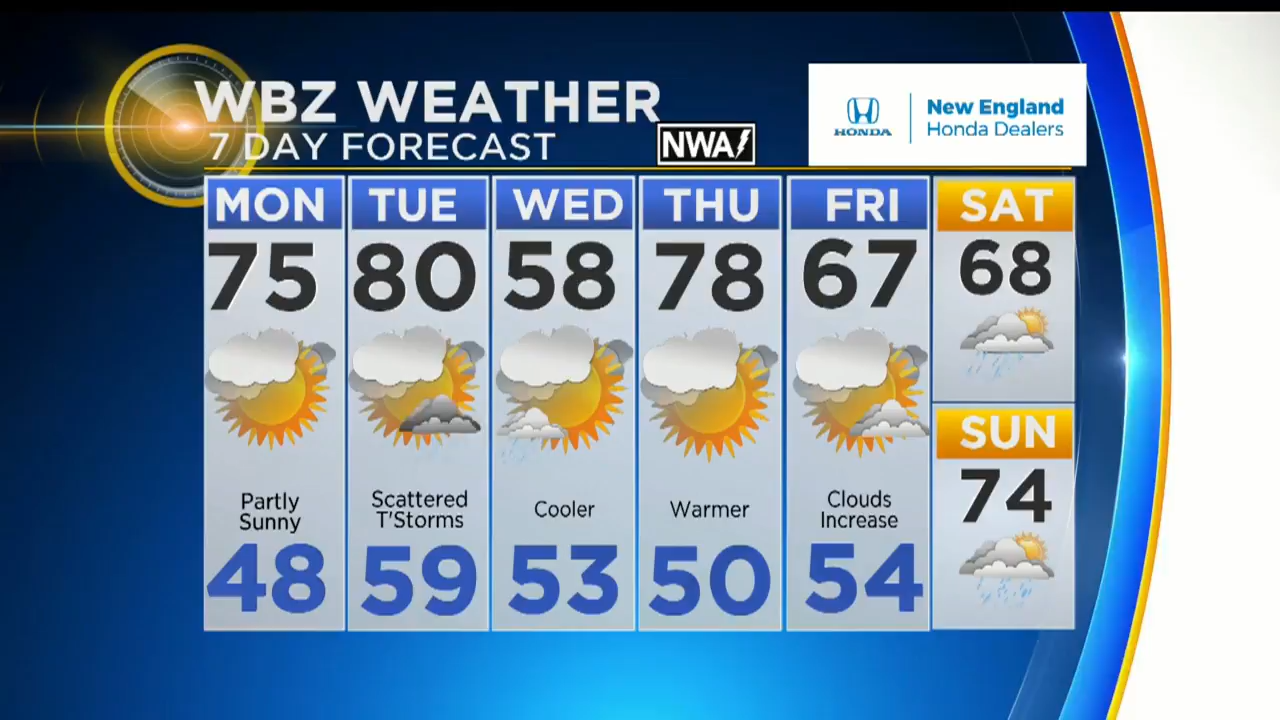 WBZ WEATHER
7 DAY FORECAST
NWA
HONDA
New England
Honda Dealers
MON
75
Partly
Sunny
48
TUE
80
Scattered
T'Storms
59
WED
58
Cooler
53
THU
78
Warmer
50
FRI
67
Clouds
Increase
54
SAT
68
SUN
74